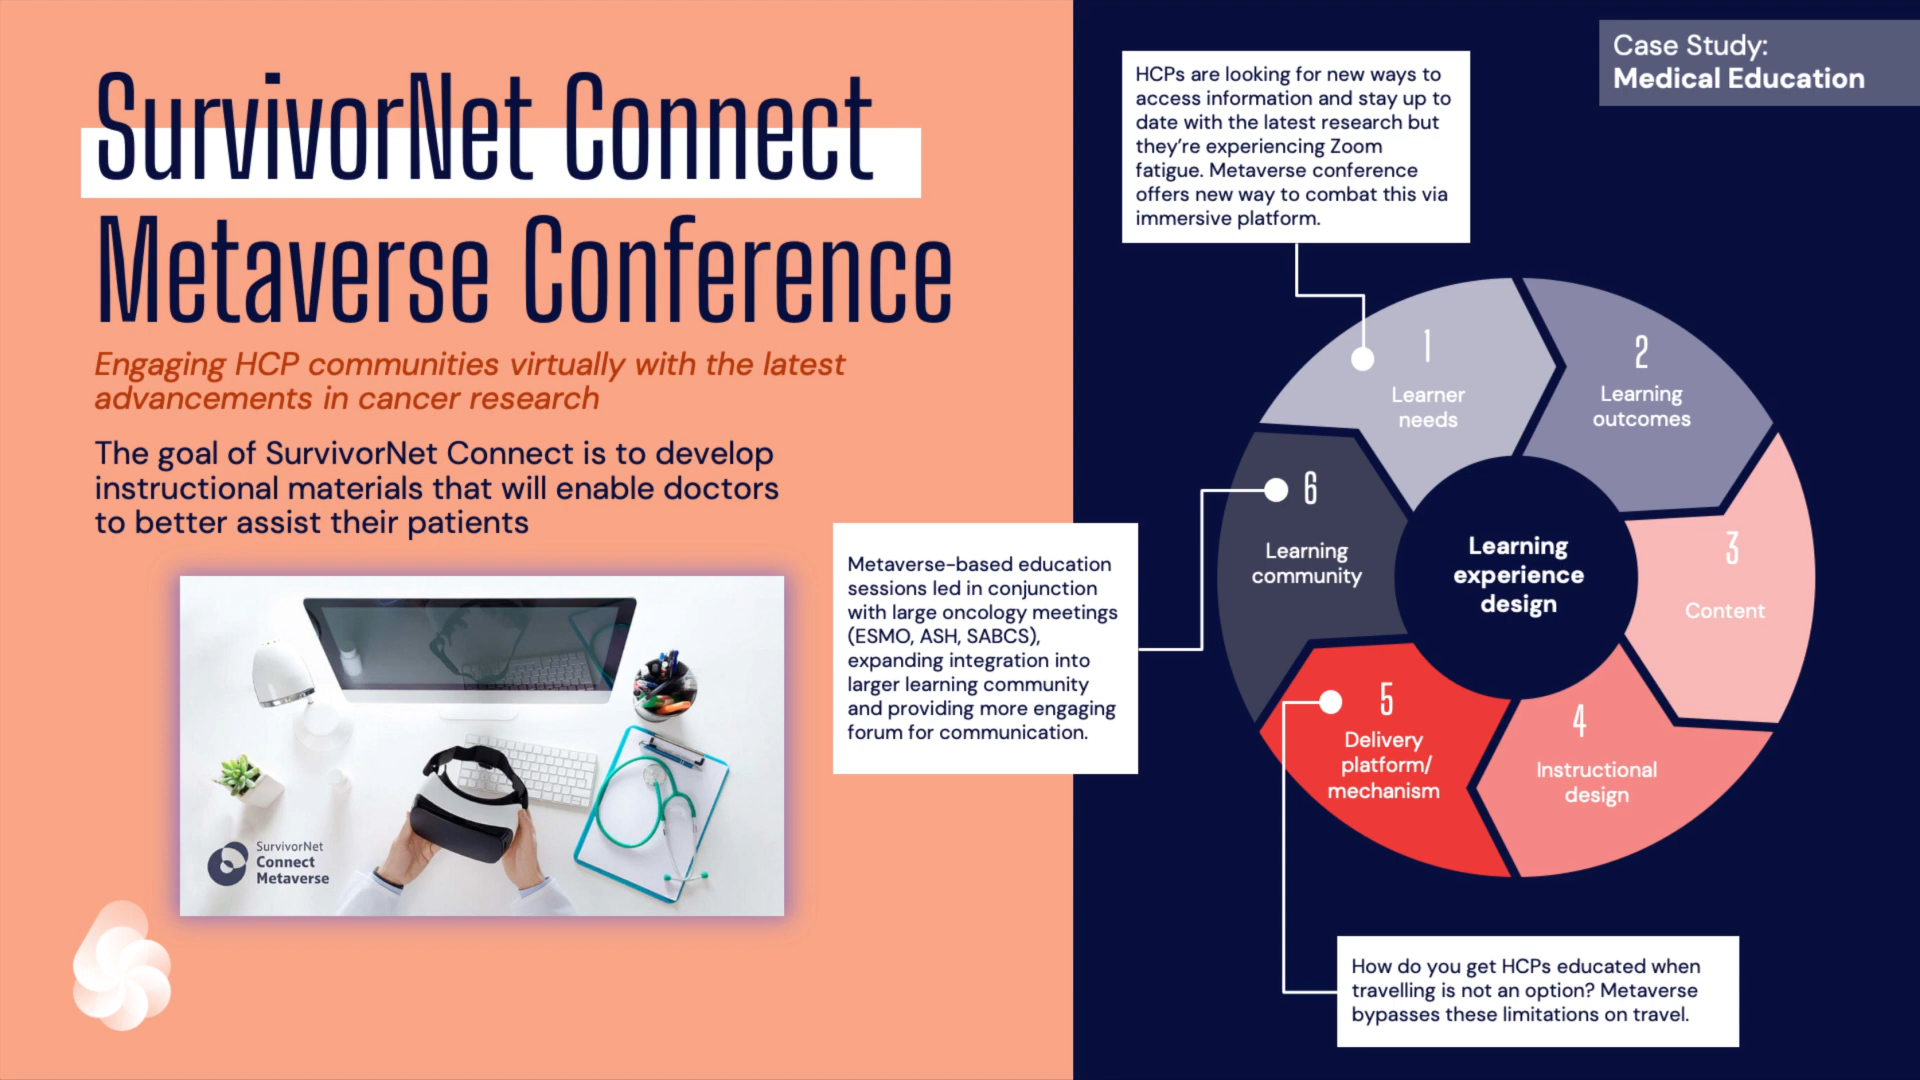 SurvivorNet Connect
Metaverse Conference
Engaging HCP communities virtually with the latest
advancements in cancer research
The goal of SurvivorNet Connect is to develop
instructional materials that will enable doctors
to better assist their patients
SurvivorNet
Connect
Metaverse
Case Study:
Medical Education
HCPs are looking for new ways to
access information and stay up to
date with the latest research but
they're experiencing Zoom
fatigue. Metaverse conference
offers new way to combat this via
immersive platform.
1
Learner
needs
2
Learning
outcomes
3
Content
4
Instructional
design
5
Delivery
platform/
mechanism
6
Learning
community
Learning
experience
design
Metaverse-based education
sessions led in conjunction
with large oncology meetings
(ESMO, ASH, SABCS),
expanding integration into
larger learning community
and providing more engaging
forum for communication.
How do you get HCPs educated when
travelling is not an option? Metaverse
bypasses these limitations on travel.